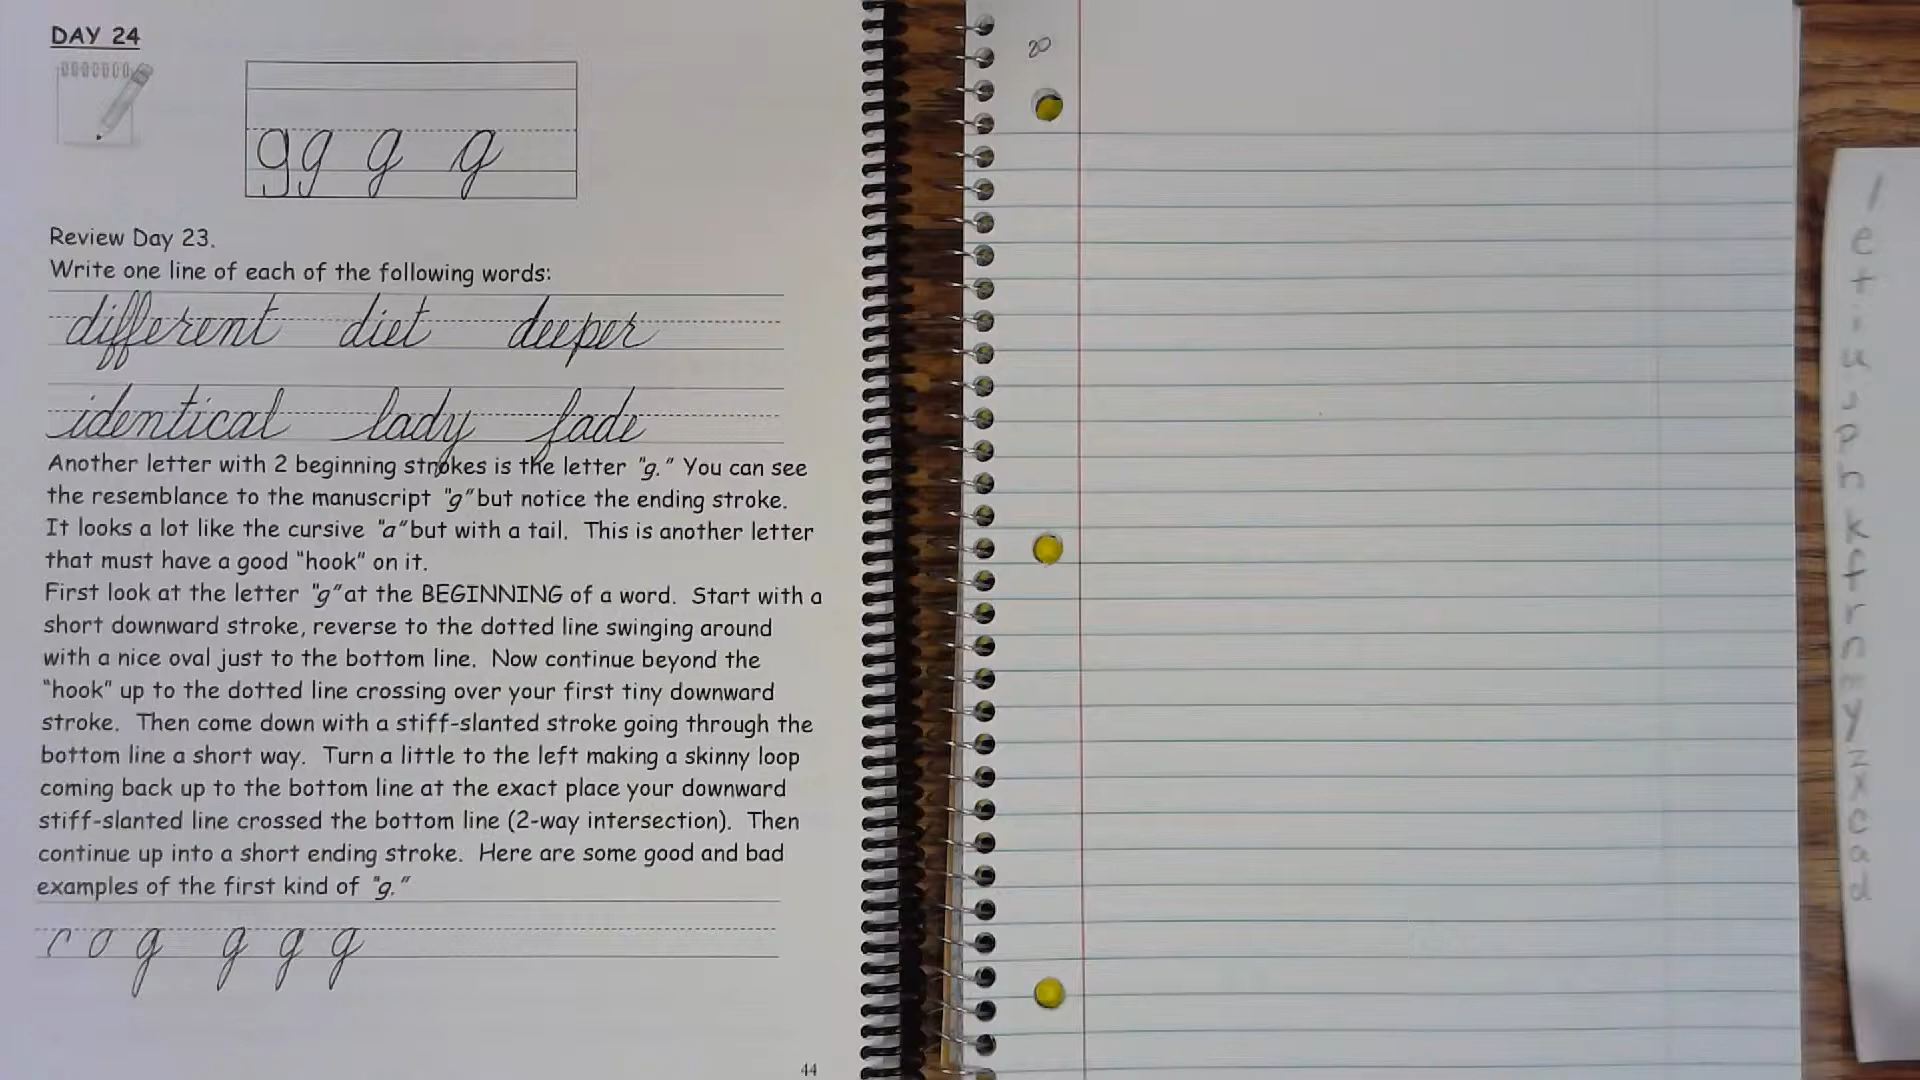 DAY 24
g g g g
Review Day 23.
Write one line of each of the following words:
different diet deeper
identical lady fade
Another letter with 2 beginning strokes is the letter "g." You can see
the resemblance to the manuscript "g" but notice the ending stroke.
It looks a lot like the cursive "a" but with a tail. This is another letter
that must have a good "hook" on it.
First look at the letter "g" at the BEGINNING of a word. Start with a
short downward stroke, reverse to the dotted line swinging around
with a nice oval just to the bottom line. Now continue beyond the
"hook" up to the dotted line crossing over your first tiny downward
stroke. Then come down with a stiff-slanted stroke going through the
bottom line a short way. Turn a little to the left making a skinny loop
coming back up to the bottom line at the exact place your downward
stiff-slanted line crossed the bottom line (2-way intersection). Then
continue up into a short ending stroke. Here are some good and bad
examples of the first kind of "g."
g g g g
44
20
l
e
t
i
u
s
p
h
k
f
r
n
m
y
z
x
c
a
d